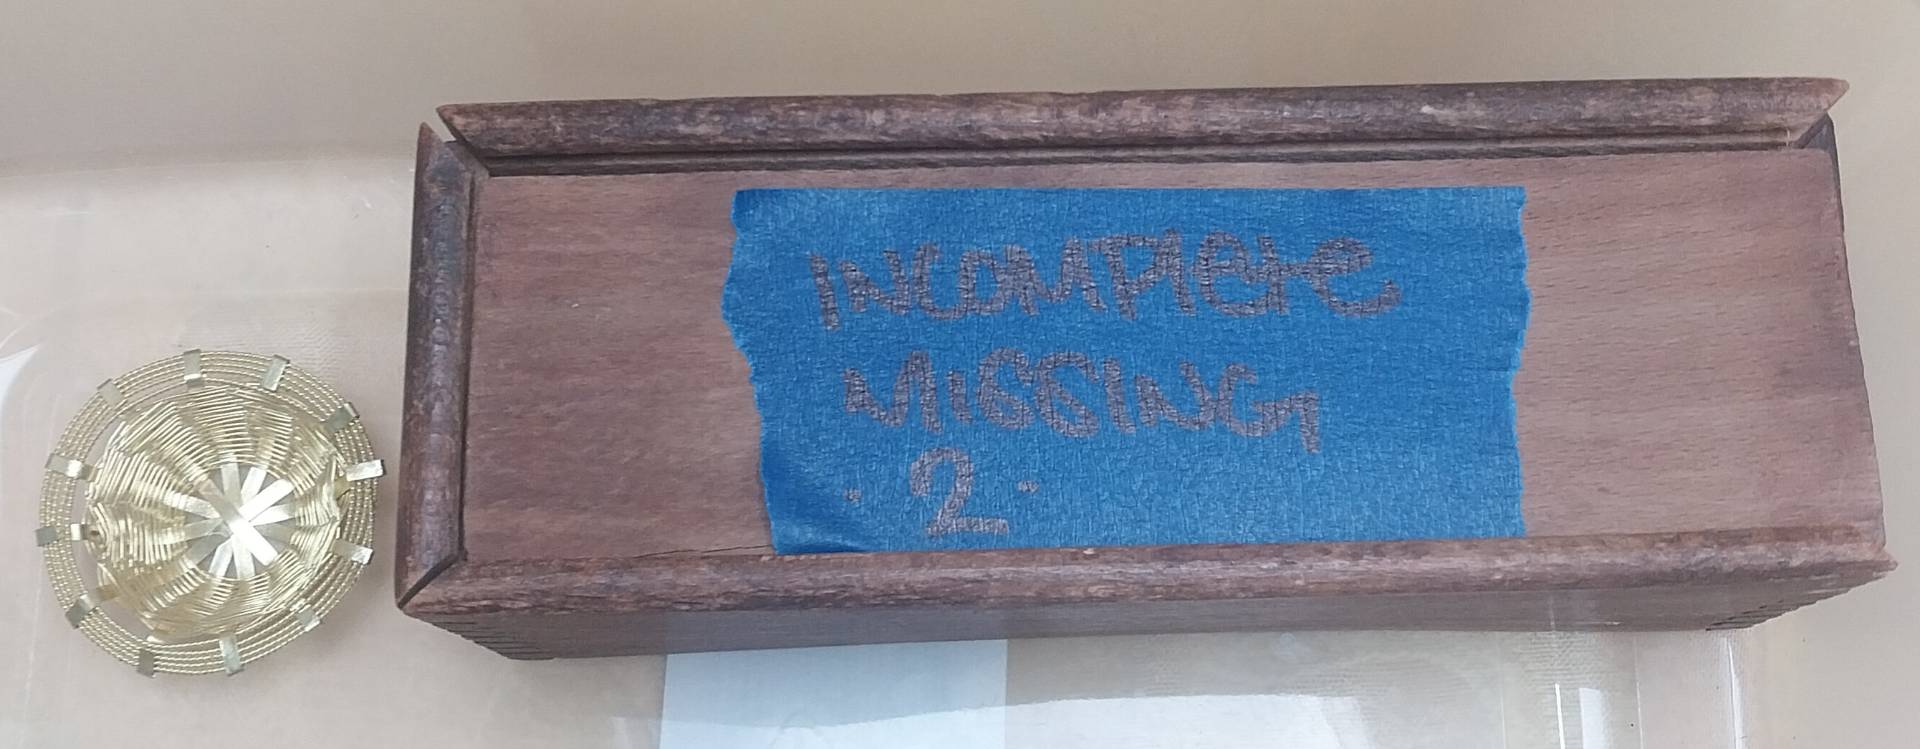 INCOMPLETE
MISSING
· 2 ·